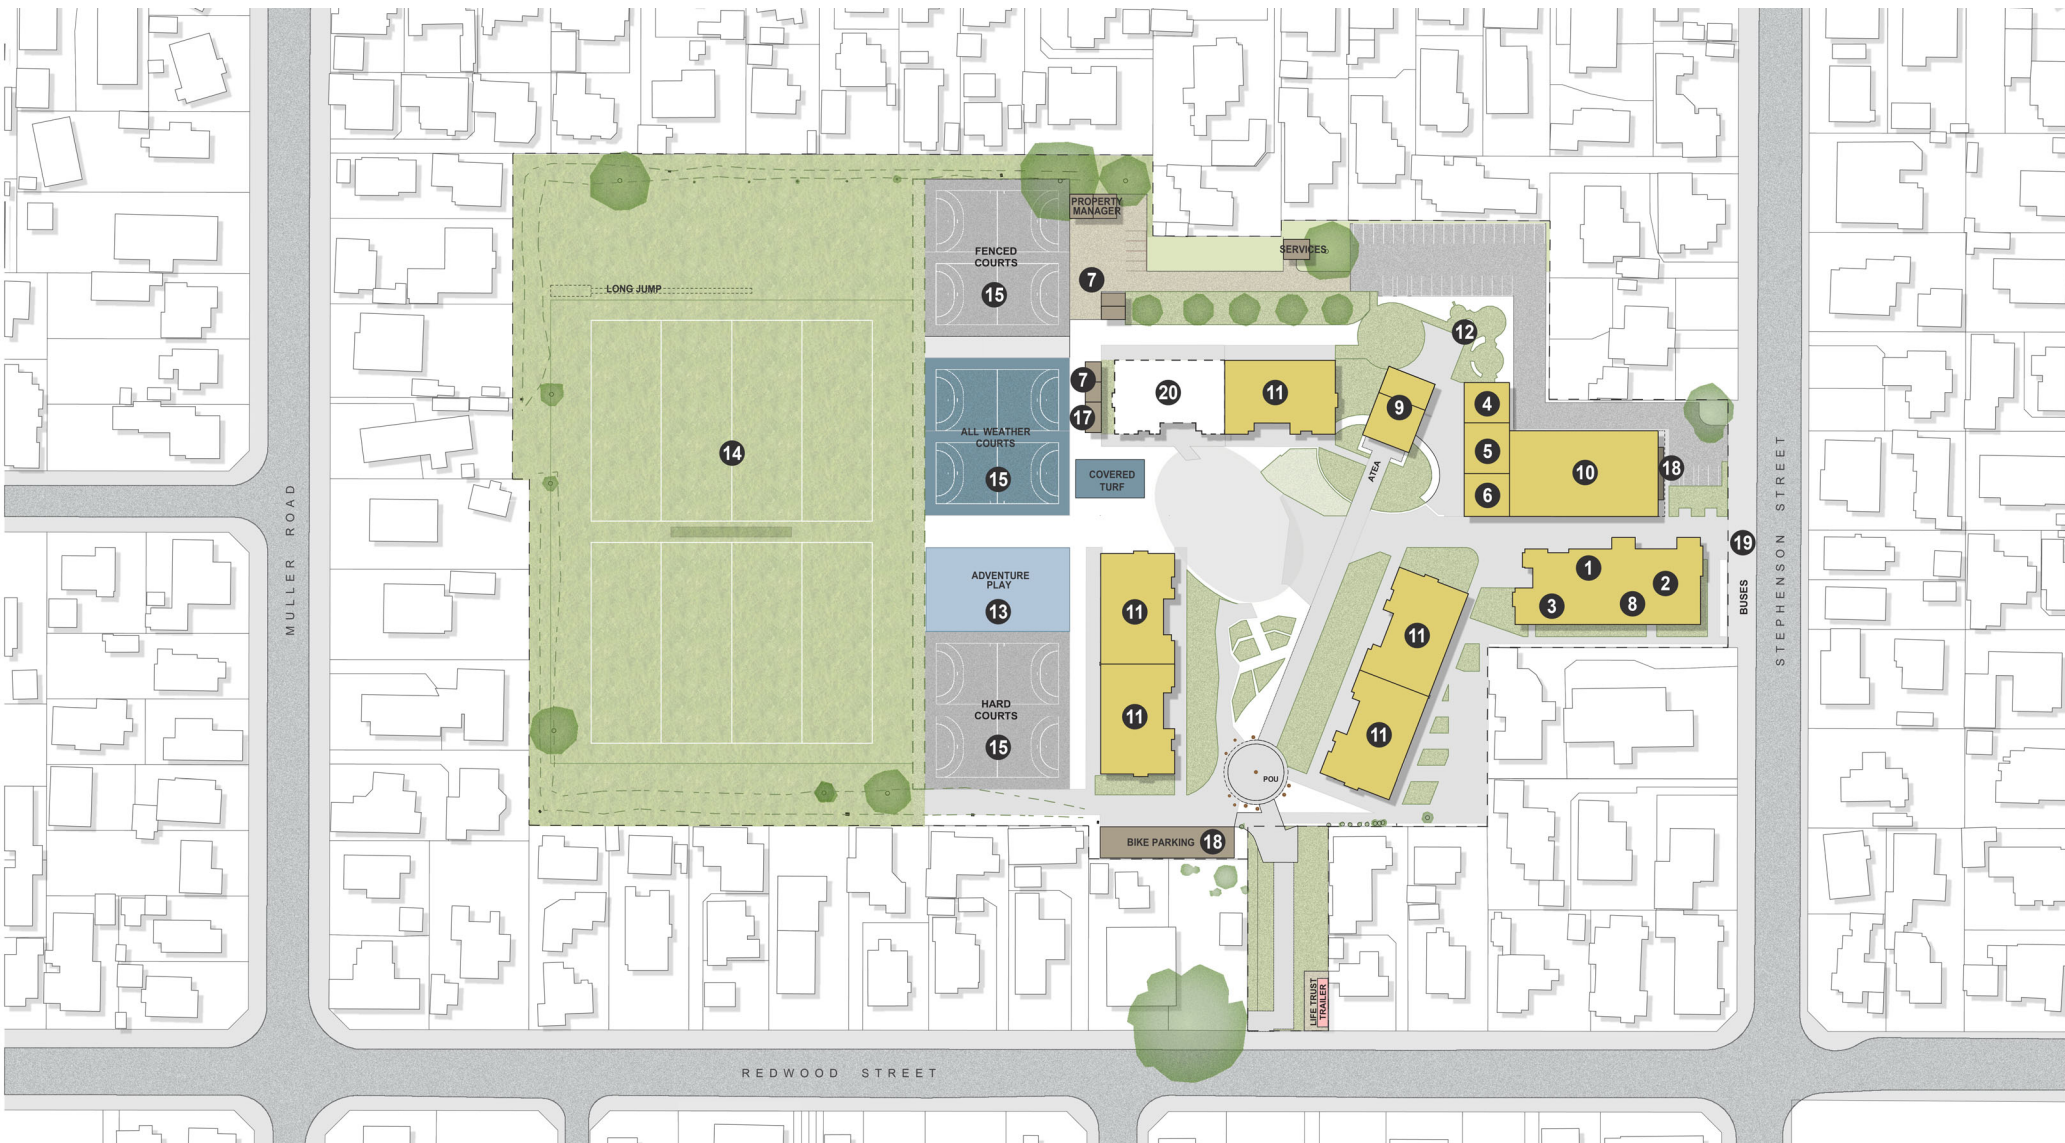 PROPERTY
MANAGER
SERVICES
FENCED
COURTS
7
LONG JUMP
15
12
7
20
11
9
4
17
ALL WEATHER
COURTS
14
5
ATEA
10
18
15
COVERED
TURF
6
STEPHENSON STREET
MULLER ROAD
19
ADVENTURE
PLAY
13
11
1
2
3
8
BUSES
11
HARD
COURTS
15
11
11
POU
BIKE PARKING 18
LIFE TRUST
TRAILER
REDWOOD STREET